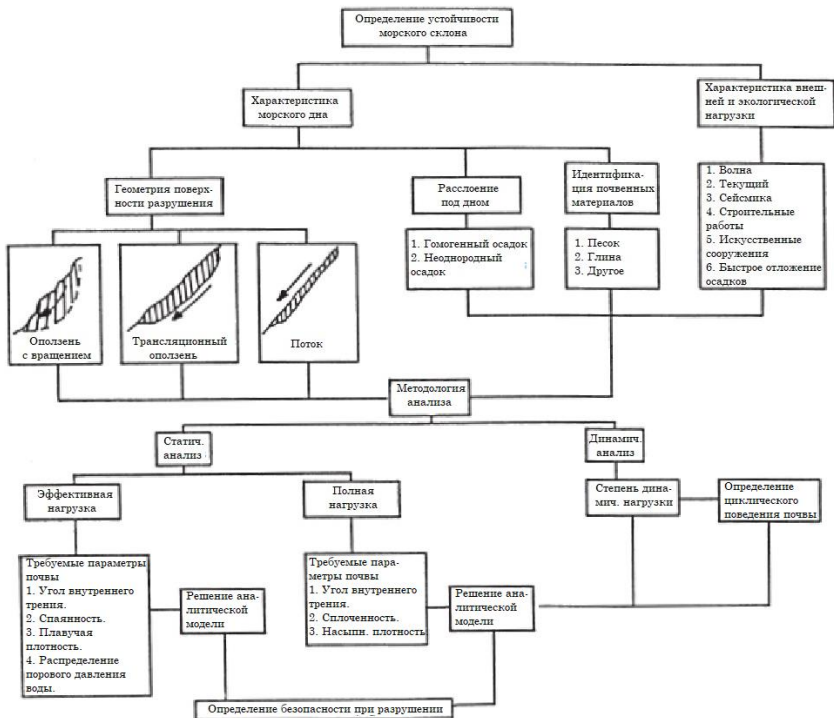 Определение устойчивости
морского склона
Характеристика
морского дна
Характеристика внеш-
ней и экологической
нагрузки
Геометрия поверх-
ности разрушения
Расслоение
под дном
Идентифика-
ция почвенных
материалов
1. Волна
2. Текущий
3. Сейсмика
4. Строительные
работы
5. Искусственные
сооружения
6. Быстрое отложение
осадков
Оползень
с вращением
Трансляционный
оползень
Поток
1. Гомогенный осадок
2. Неоднородный
осадок
1. Песок
2. Глина
3. Другое
Методология
анализа
Статич.
анализ
Динамич.
анализ
Эффективная
нагрузка
Полная
нагрузка
Степень дина-
мич. нагрузки
Определение
циклического
поведения почвы
Требуемые параметры
почвы
1. Угол внутреннего
трения.
2. Спаянность.
3. Плавучая
плотность.
4. Распределение
порового давления
воды.
Решение ана-
литической
модели
Требуемые пара-
метры почвы
1. Угол внутреннего
трения.
2. Сплоченность.
3. Насыпн. плотность
Решение ана-
литической
модели
Определение безопасности при разрушении